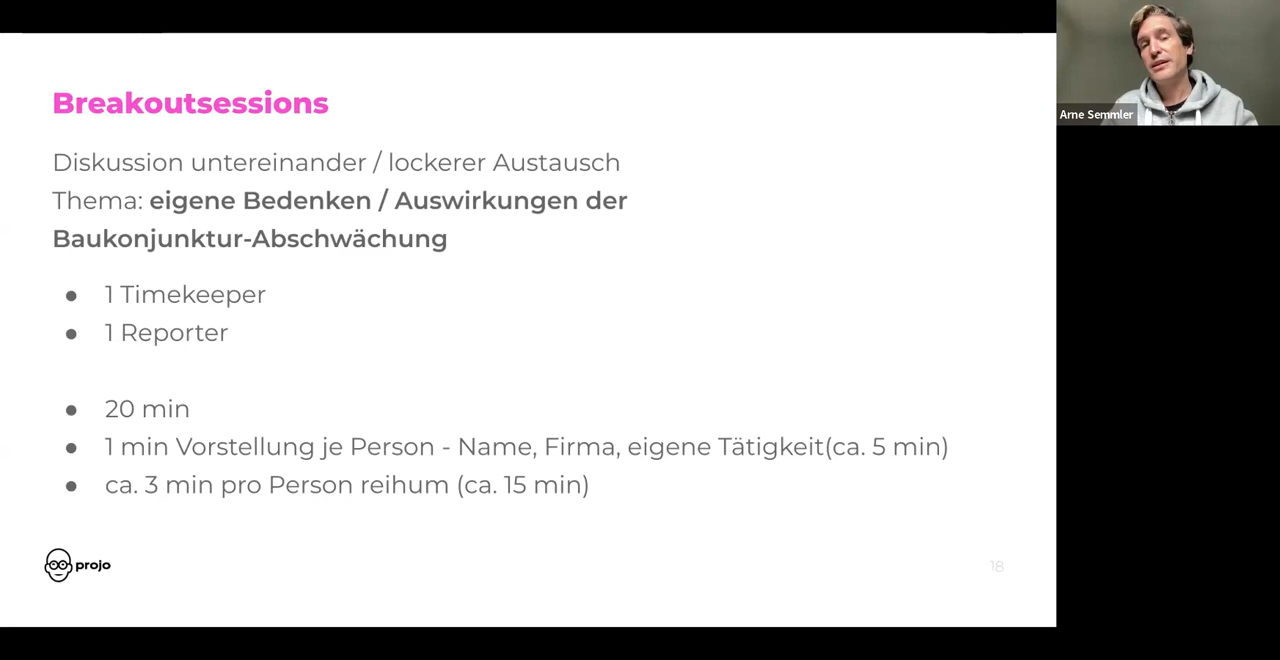 Breakoutsessions
Diskussion untereinander / lockerer Austausch
Thema: eigene Bedenken / Auswirkungen der
Baukonjunktur-Abschwächung
● 1 Timekeeper
● 1 Reporter
● 20 min
● 1 min Vorstellung je Person - Name, Firma, eigene Tätigkeit(ca. 5 min)
● ca. 3 min pro Person reihum (ca. 15 min)
projo
18
Arne Semmler